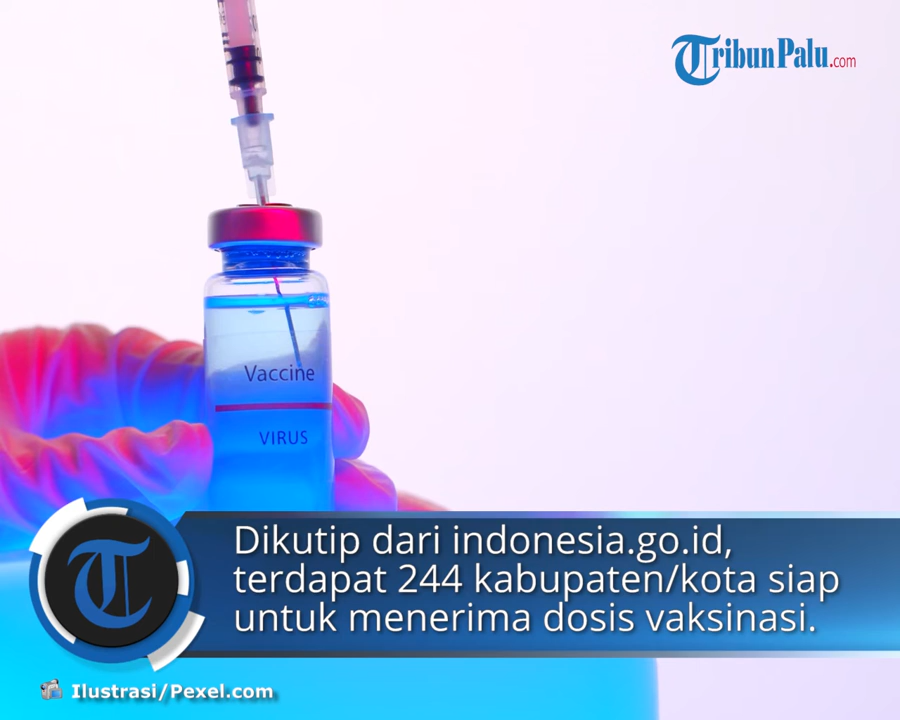 TribunPalu.com
Vaccine
VIRUS
Dikutip dari indonesia.go.id,
terdapat 244 kabupaten/kota siap
untuk menerima dosis vaksinasi.
T
Ilustrasi/Pexel.com